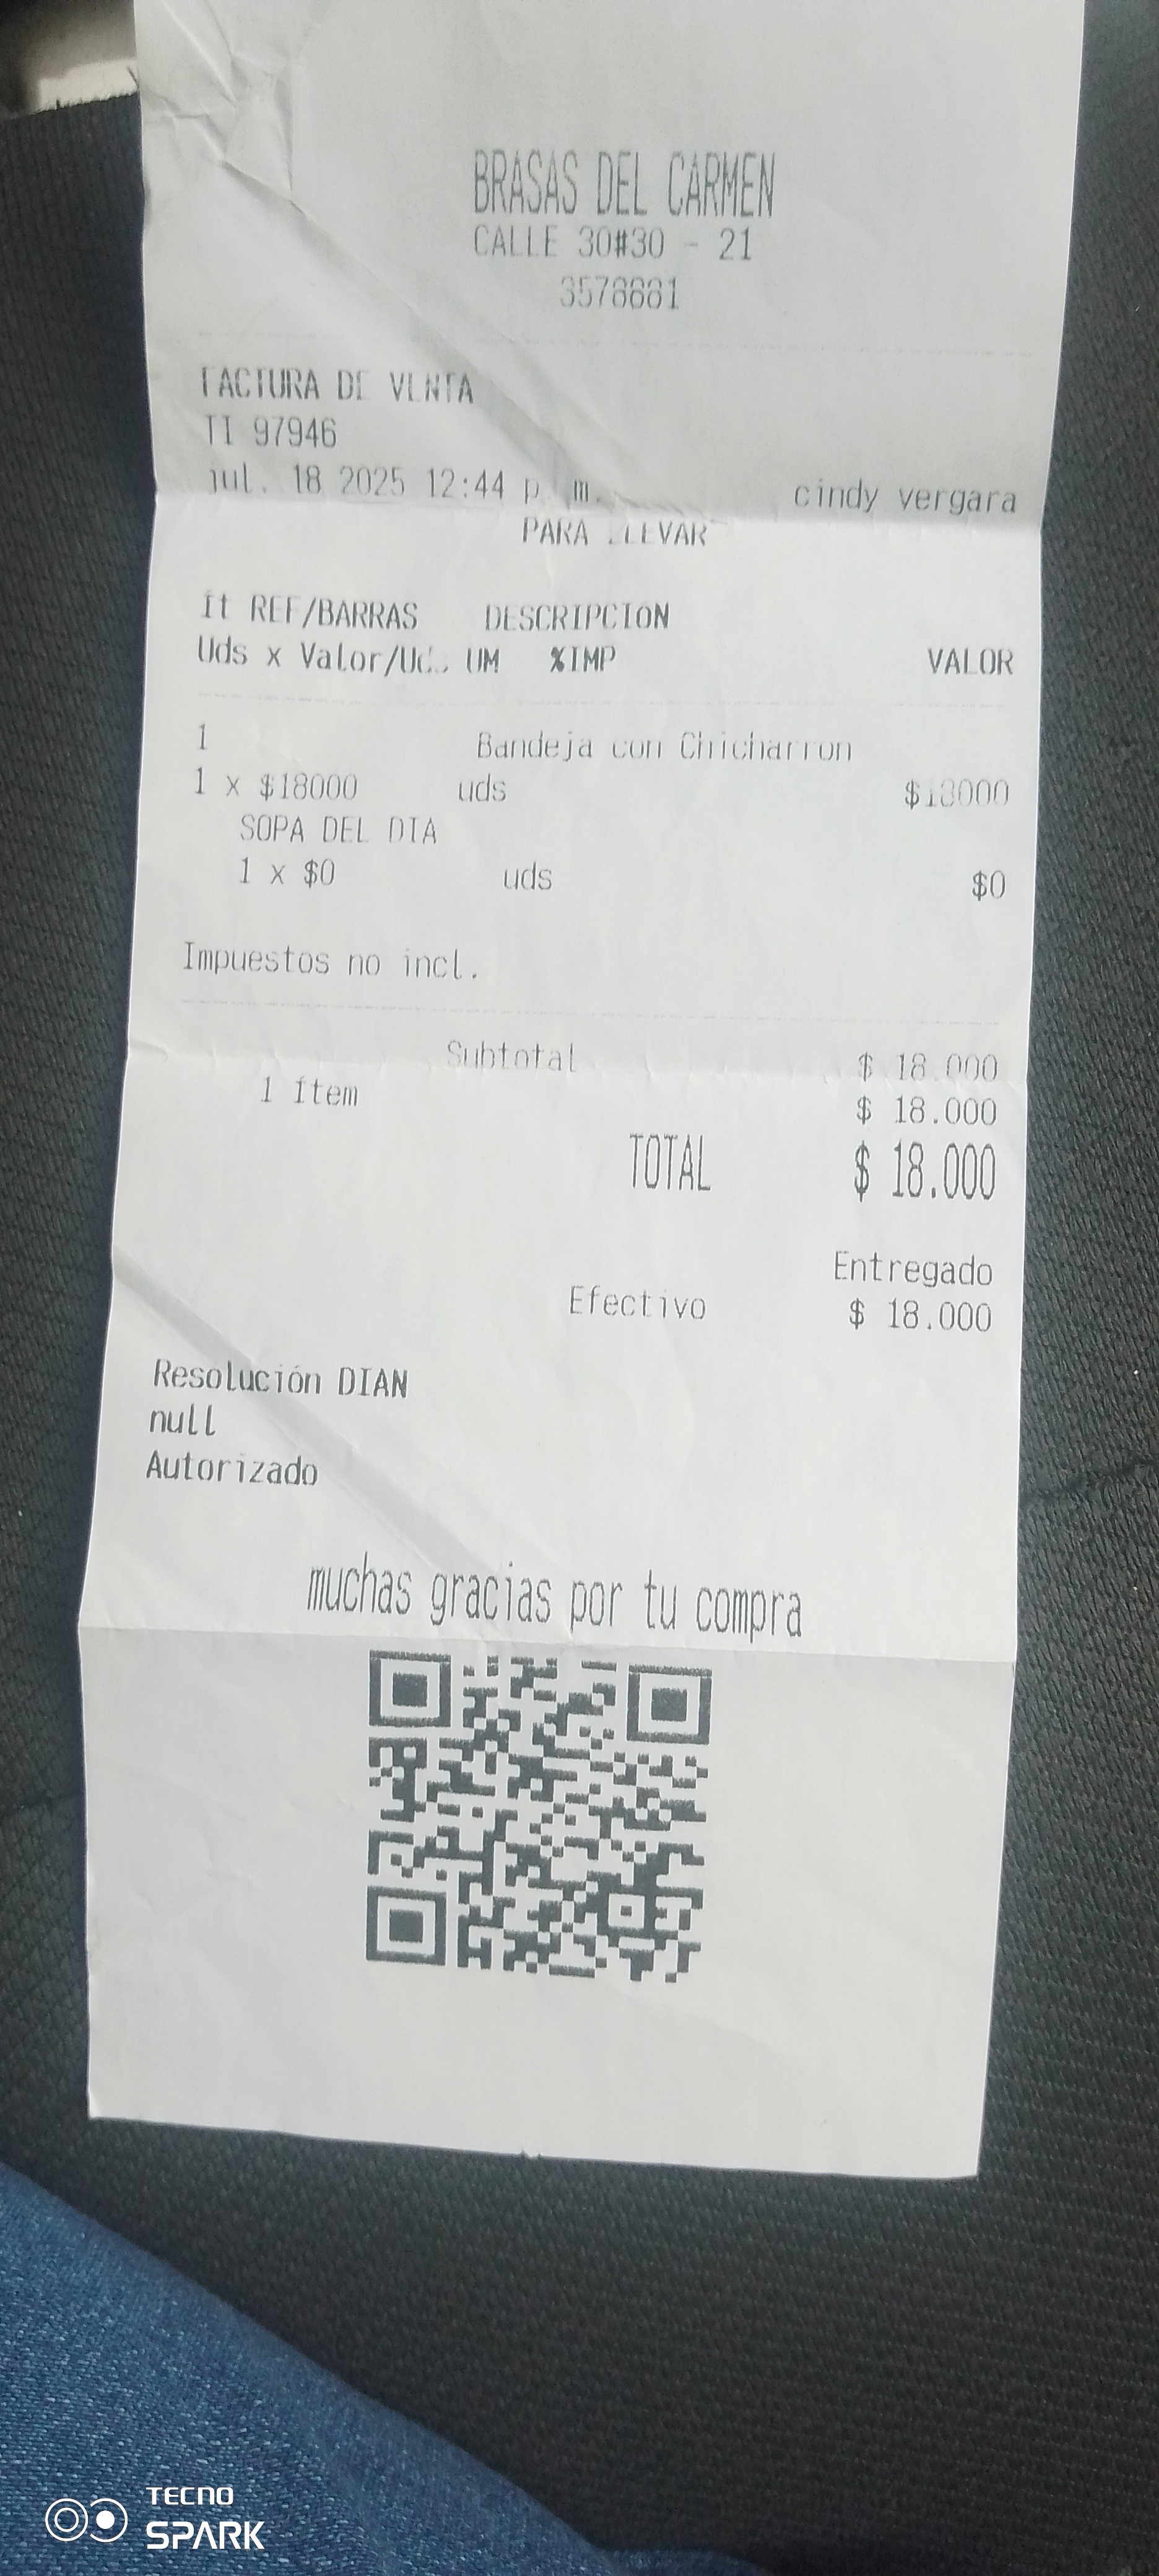 BRASAS DEL CARMEN
CALLE 30#30 - 21
FACTURA DE VENTA
TI 97946
jul. 18 2025 12:44 p. m. cindy vergara
PARA LLEVAR
It REF/BARRAS DESCRIPCION
Uds x Valor/Uds UM %IMP VALOR
1 Bandeja con Chicharron
1 x $18000 uds $18000
SOPA DEL DIA
1 x $0 uds $0
Impuestos no incl.
Subtotal $ 18.000
1 ítem $ 18.000
TOTAL $ 18.000
Entregado
Efectivo $ 18.000
Resolución DIAN
null
Autorizado
muchas gracias por tu compra
TECNO
SPARK